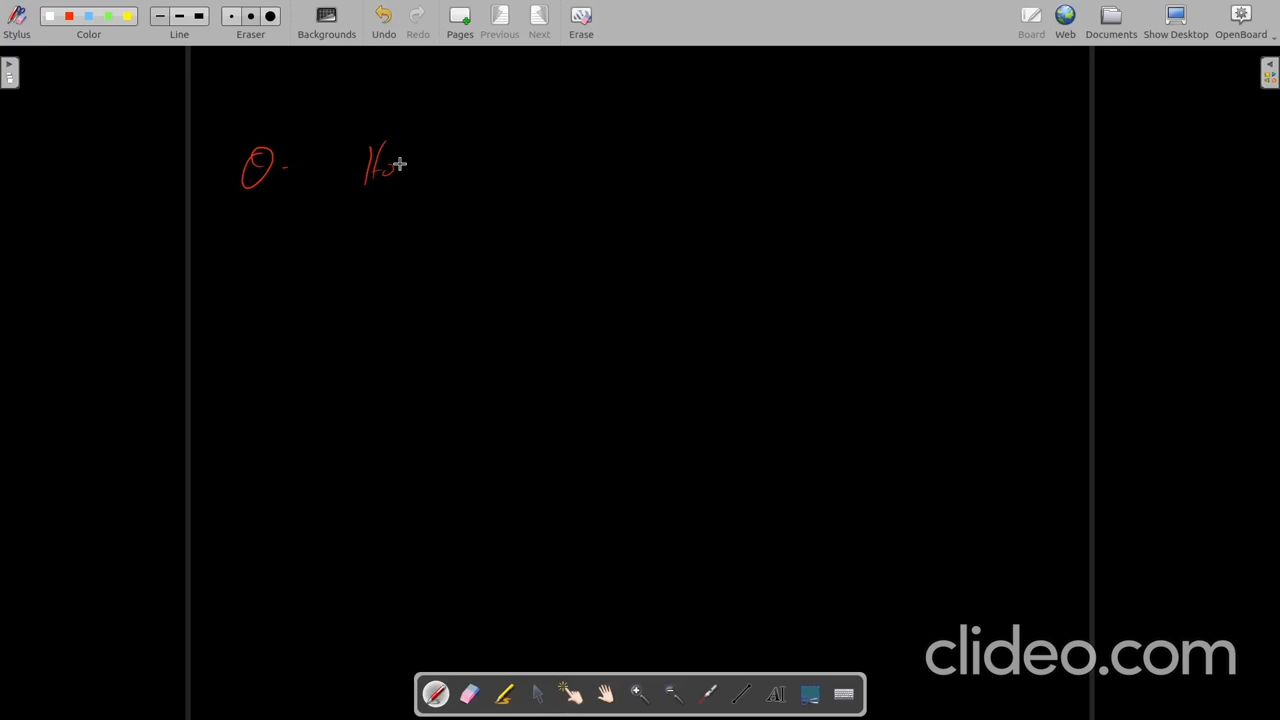 Stylus Color Line Eraser Backgrounds Undo Redo Pages Previous Next Erase Board Web Documents Show Desktop OpenBoard
clideo.com
AI